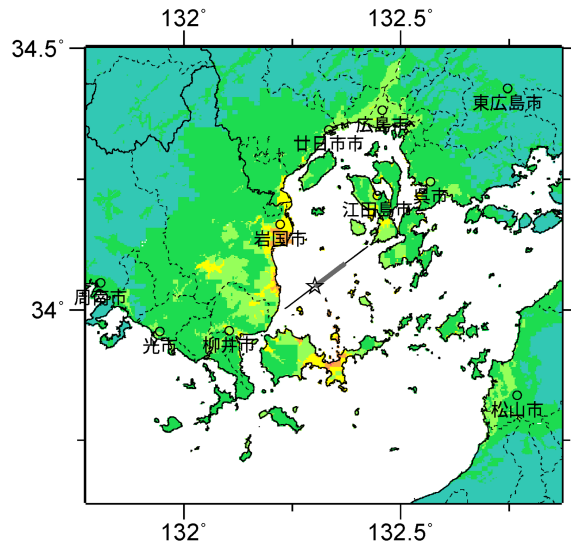 132° 132.5°
34.5°
東広島市
広島市
廿日市市
呉市
江田島市
岩国市
34°
周南市
光市 柳井市
松山市
132° 132.5°